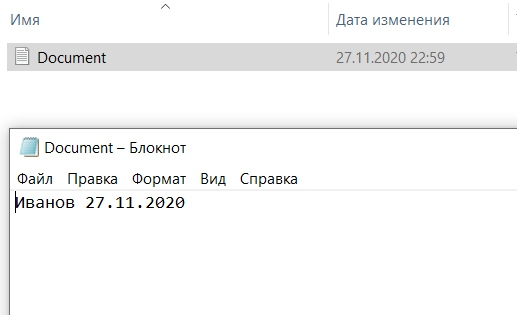 Имя Дата изменения
Document 27.11.2020 22:59
Document – Блокнот
Файл Правка Формат Вид Справка
Иванов 27.11.2020